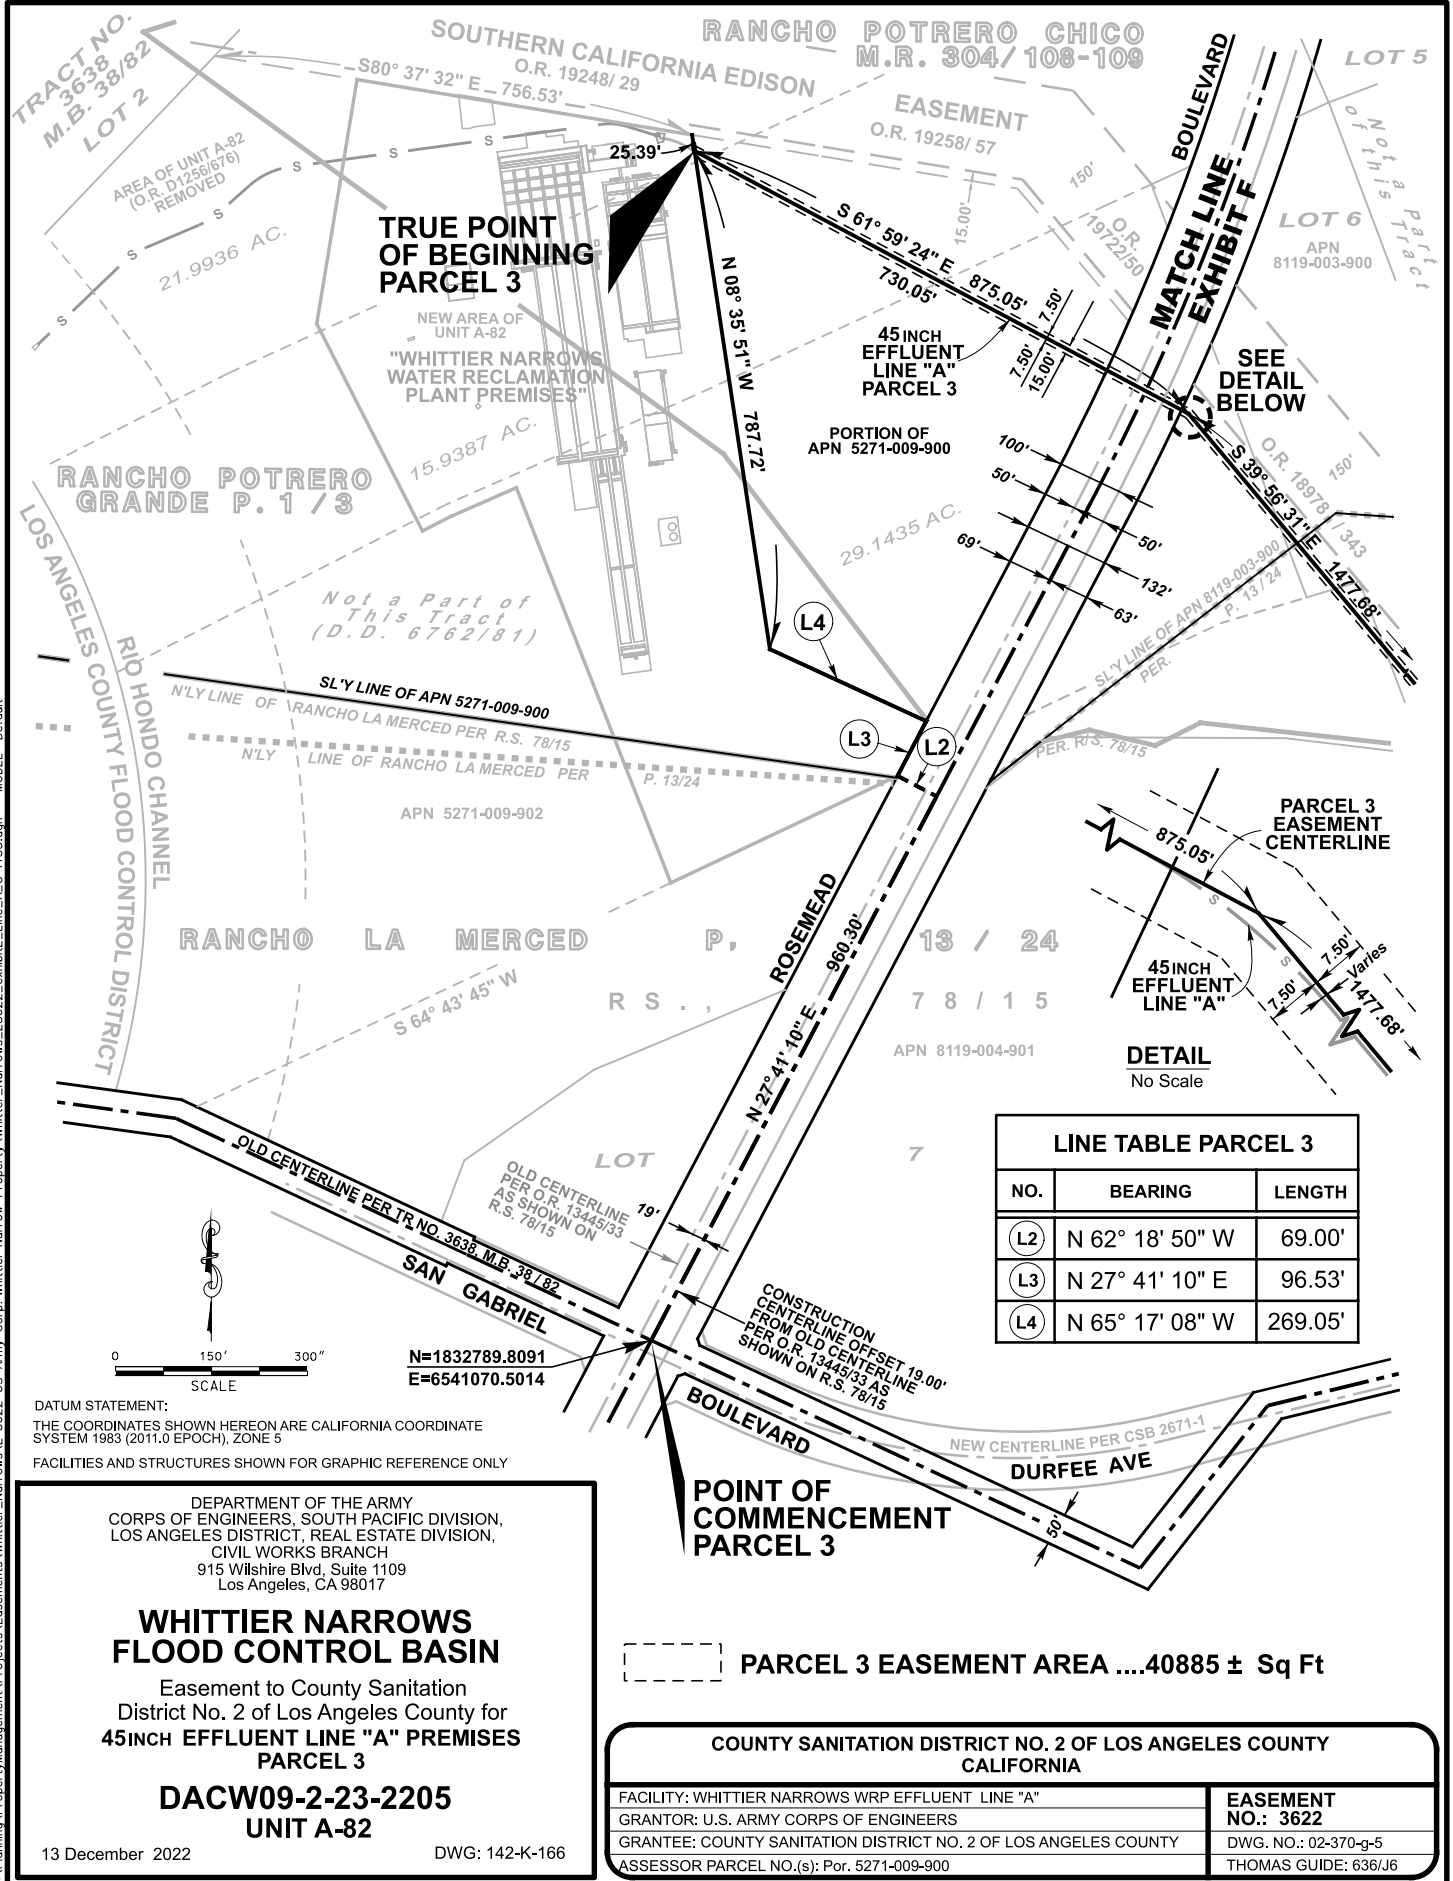 TRACT NO.
3638
M.B. 38/82
LOT 2
RANCHO POTRERO CHICO
M.R. 304/108-109
SOUTHERN CALIFORNIA EDISON
O.R. 19248/ 29
S80° 37' 32" E 756.53'
EASEMENT
O.R. 19258/ 57
BOULEVARD
LOT 5
Not a Part
of this Tract
AREA OF UNIT A-82
(O.R. D1256/676)
REMOVED
S S S S S S
25.39'
150'
15.00'
O.R.
19722/50
MATCH LINE
EXHIBIT F
LOT 6
APN
8119-003-900
21.9936 AC.
TRUE POINT
OF BEGINNING
PARCEL 3
S 61° 59' 24" E 875.05'
730.05'
N 08° 35' 51" W 787.72'
7.50'
7.50'
15.00'
NEW AREA OF
UNIT A-82
"WHITTIER NARROWS
WATER RECLAMATION
PLANT PREMISES"
45 INCH
EFFLUENT
LINE "A"
PARCEL 3
SEE
DETAIL
BELOW
15.9387 AC.
PORTION OF
APN 5271-009-900
RANCHO POTRERO
GRANDE P. 1 / 3
100'
50'
50'
69'
132'
63'
S 39° 56' 31" E 1477.68'
O.R. 18978 / 343
150'
29.1435 AC.
LOS ANGELES COUNTY FLOOD CONTROL DISTRICT
RIO HONDO CHANNEL
Not a Part of
This Tract
(D.D. 6762/81)
L4
SL'Y LINE OF APN 8119-003-900
PER. P. 13 / 24
SL'Y LINE OF APN 5271-009-900
N'LY LINE OF RANCHO LA MERCED PER R.S. 78/15
L3
L2
PER. R/S. 78/15
N'LY LINE OF RANCHO LA MERCED PER P. 13/24
APN 5271-009-902
PARCEL 3
EASEMENT
CENTERLINE
875.05'
S
S
45 INCH
EFFLUENT
LINE "A"
7.50'
7.50'
Varies
1477.68'
DETAIL
No Scale
RANCHO LA MERCED P. 13 / 24
ROSEMEAD
960.30'
N 27° 41' 10" E
R S . , 7 8 / 1 5
S 64° 43' 45" W
APN 8119-004-901
LOT 7
OLD CENTERLINE PER TR NO. 3638, M.B. 38 / 82
OLD CENTERLINE
PER O.R. 13445/33
AS SHOWN ON
R.S. 78/15
19'
SAN GABRIEL
CONSTRUCTION
CENTERLINE OFFSET 19.00'
FROM OLD CENTERLINE
PER O.R. 13445/33 AS
SHOWN ON R.S. 78/15
LINE TABLE PARCEL 3
NO. BEARING LENGTH
L2 N 62° 18' 50" W 69.00'
L3 N 27° 41' 10" E 96.53'
L4 N 65° 17' 08" W 269.05'
0 150' 300"
SCALE
N=1832789.8091
E=6541070.5014
BOULEVARD
NEW CENTERLINE PER CSB 2671-1
DURFEE AVE
50'
DATUM STATEMENT:
THE COORDINATES SHOWN HEREON ARE CALIFORNIA COORDINATE
SYSTEM 1983 (2011.0 EPOCH), ZONE 5
FACILITIES AND STRUCTURES SHOWN FOR GRAPHIC REFERENCE ONLY
POINT OF
COMMENCEMENT
PARCEL 3
DEPARTMENT OF THE ARMY
CORPS OF ENGINEERS, SOUTH PACIFIC DIVISION,
LOS ANGELES DISTRICT, REAL ESTATE DIVISION,
CIVIL WORKS BRANCH
915 Wilshire Blvd, Suite 1109
Los Angeles, CA 98017
WHITTIER NARROWS
FLOOD CONTROL BASIN
Easement to County Sanitation
District No. 2 of Los Angeles County for
45 INCH EFFLUENT LINE "A" PREMISES
PARCEL 3
DACW09-2-23-2205
UNIT A-82
13 December 2022 DWG: 142-K-166
PARCEL 3 EASEMENT AREA ....40885 ± Sq Ft
COUNTY SANITATION DISTRICT NO. 2 OF LOS ANGELES COUNTY
CALIFORNIA
FACILITY: WHITTIER NARROWS WRP EFFLUENT LINE "A"
GRANTOR: U.S. ARMY CORPS OF ENGINEERS
GRANTEE: COUNTY SANITATION DISTRICT NO. 2 OF LOS ANGELES COUNTY
ASSESSOR PARCEL NO.(s): Por. 5271-009-900
EASEMENT
NO.: 3622
DWG. NO.: 02-370-g-5
THOMAS GUIDE: 636/J6